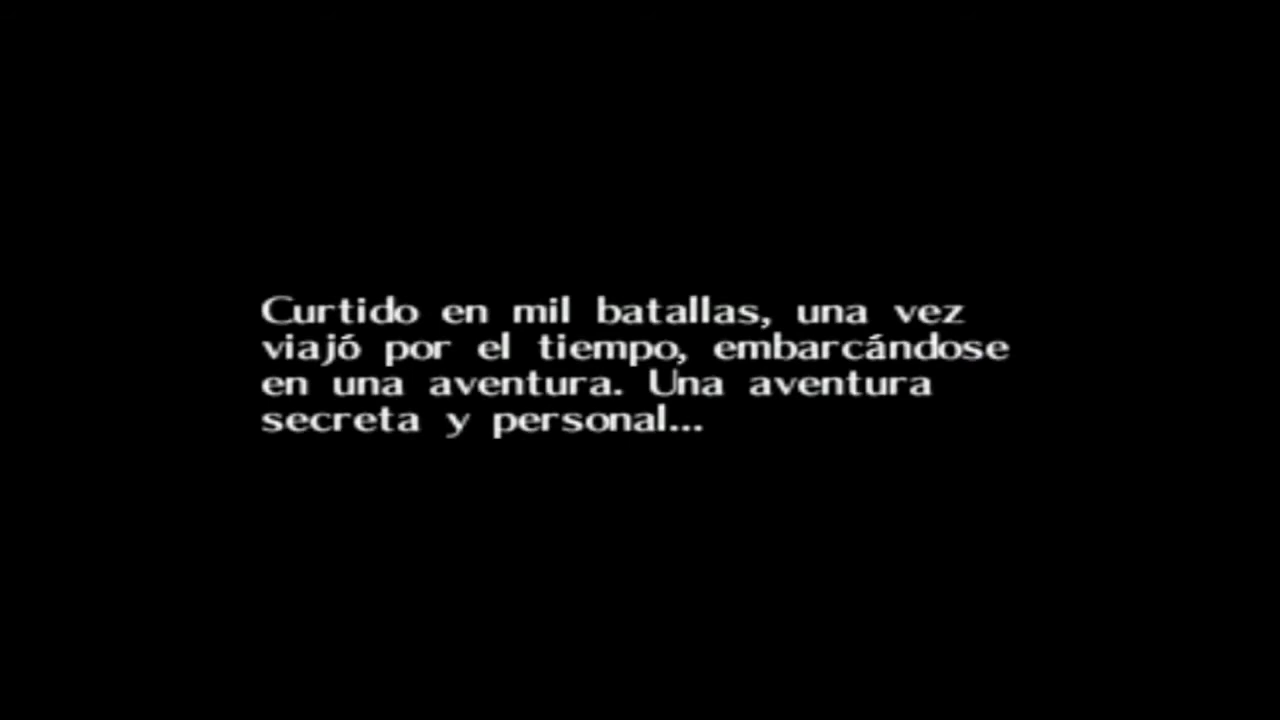 Curtido en mil batallas, una vez
viajó por el tiempo, embarcándose
en una aventura. Una aventura
secreta y personal...